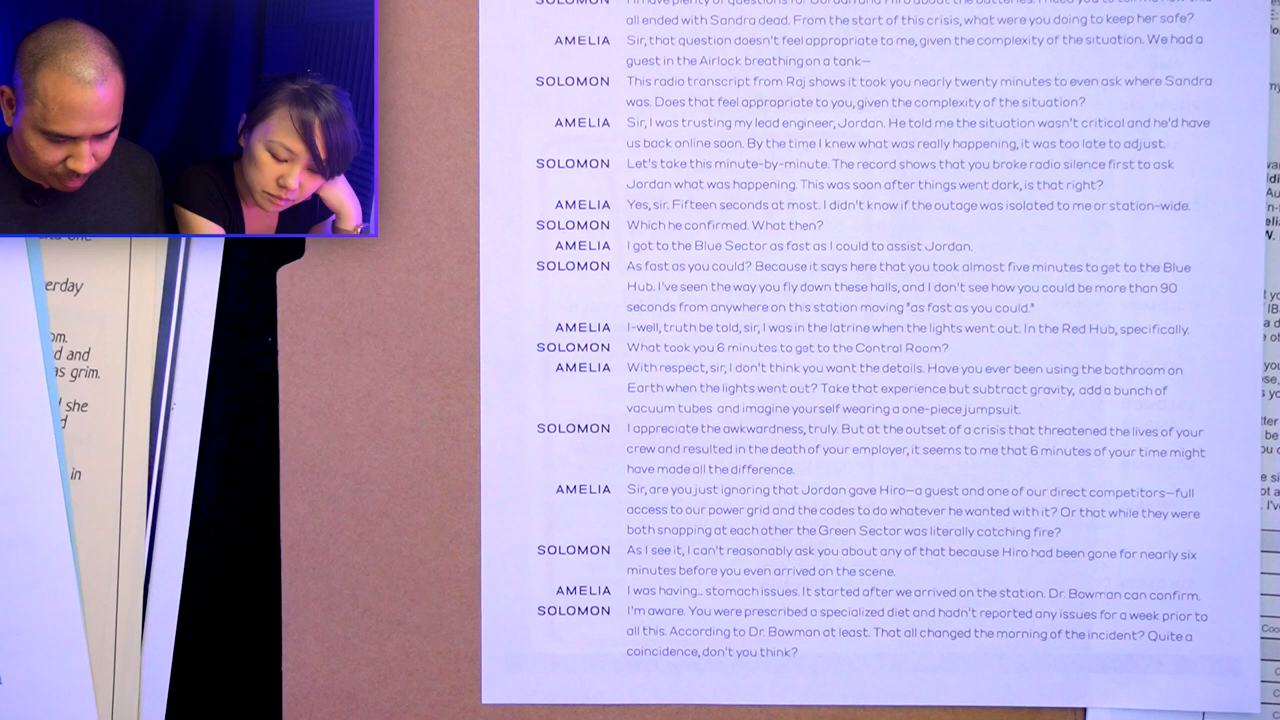 SOLOMON
all ended with Sandra dead. From the start of this crisis, what were you doing to keep her safe?
AMELIA Sir, that question doesn't feel appropriate to me, given the complexity of the situation. We had a
guest in the Airlock breathing on a tank—
SOLOMON This radio transcript from Raj shows it took you nearly twenty minutes to even ask where Sandra
was. Does that feel appropriate to you, given the complexity of the situation?
AMELIA Sir, I was trusting my lead engineer, Jordan. He told me the situation wasn't critical and he'd have
us back online soon. By the time I knew what was really happening, it was too late to adjust.
SOLOMON Let's take this minute-by-minute. The record shows that you broke radio silence first to ask
Jordan what was happening. This was soon after things went dark, is that right?
AMELIA Yes, sir. Fifteen seconds at most. I didn't know if the outage was isolated to me or station-wide.
SOLOMON Which he confirmed. What then?
AMELIA I got to the Blue Sector as fast as I could to assist Jordan.
SOLOMON As fast as you could? Because it says here that you took almost five minutes to get to the Blue
Hub. I've seen the way you fly down these halls, and I don't see how you could be more than 90
seconds from anywhere on this station moving "as fast as you could."
AMELIA I-well, truth be told, sir, I was in the latrine when the lights went out. In the Red Hub, specifically.
SOLOMON What took you 6 minutes to get to the Control Room?
AMELIA With respect, sir, I don't think you want the details. Have you ever been using the bathroom on
Earth when the lights went out? Take that experience but subtract gravity, add a bunch of
vacuum tubes and imagine yourself wearing a one-piece jumpsuit.
SOLOMON I appreciate the awkwardness, truly. But at the outset of a crisis that threatened the lives of your
crew and resulted in the death of your employer, it seems to me that 6 minutes of your time might
have made all the difference.
AMELIA Sir, are you just ignoring that Jordan gave Hiro—a guest and one of our direct competitors—full
access to our power grid and the codes to do whatever he wanted with it? Or that while they were
both snapping at each other the Green Sector was literally catching fire?
SOLOMON As I see it, I can't reasonably ask you about any of that because Hiro had been gone for nearly six
minutes before you even arrived on the scene.
AMELIA I was having... stomach issues. It started after we arrived on the station. Dr. Bowman can confirm.
SOLOMON I'm aware. You were prescribed a specialized diet and hadn't reported any issues for a week prior to
all this. According to Dr. Bowman at least. That all changed the morning of the incident? Quite a
coincidence, don't you think?
erday
om.
d and
as grim.
she
in